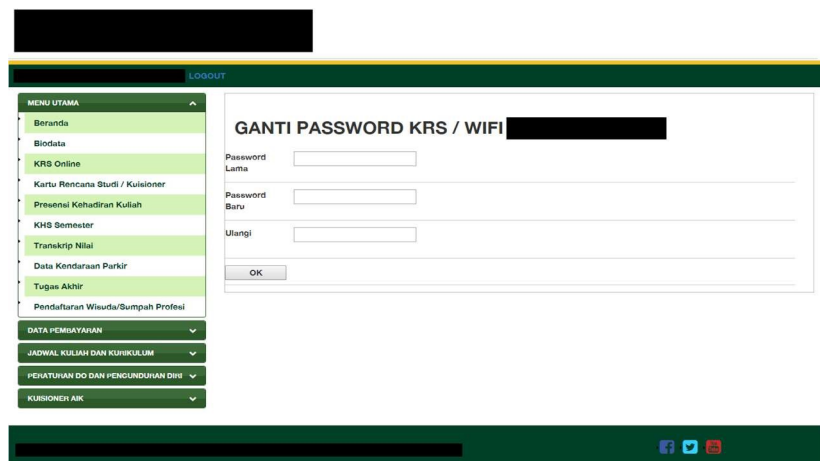 LOGOUT
MENU UTAMA
Beranda
Biodata
KRS Online
Kartu Rencana Studi / Kuisioner
Presensi Kehadiran Kuliah
KHS Semester
Transkrip Nilai
Data Kendaraan Parkir
Tugas Akhir
Pendaftaran Wisuda/Sumpah Profesi
DATA PEMBAYARAN
JADWAL KULIAH DAN KURIKULUM
PERATURAN DO DAN PENGUNDURAN DIRI
KUISIONER AIK
GANTI PASSWORD KRS / WIFI
Password
Lama
Password
Baru
Ulangi
OK